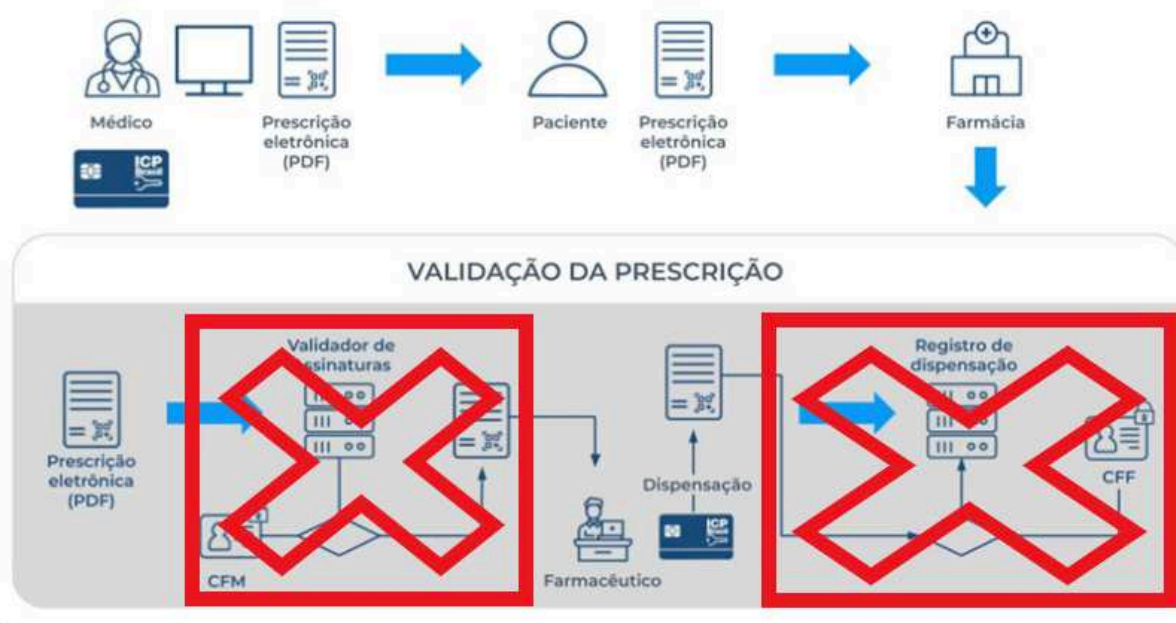 Médico
Prescrição
eletrônica
(PDF)
Paciente
Prescrição
eletrônica
(PDF)
Farmácia
ICP
Brasil
VALIDAÇÃO DA PRESCRIÇÃO
Validador de
ssinaturas
Registro de
dispensação
Prescrição
eletrônica
(PDF)
CFM
Farmacêutico
Dispensação
ICP
Brasil
CFF